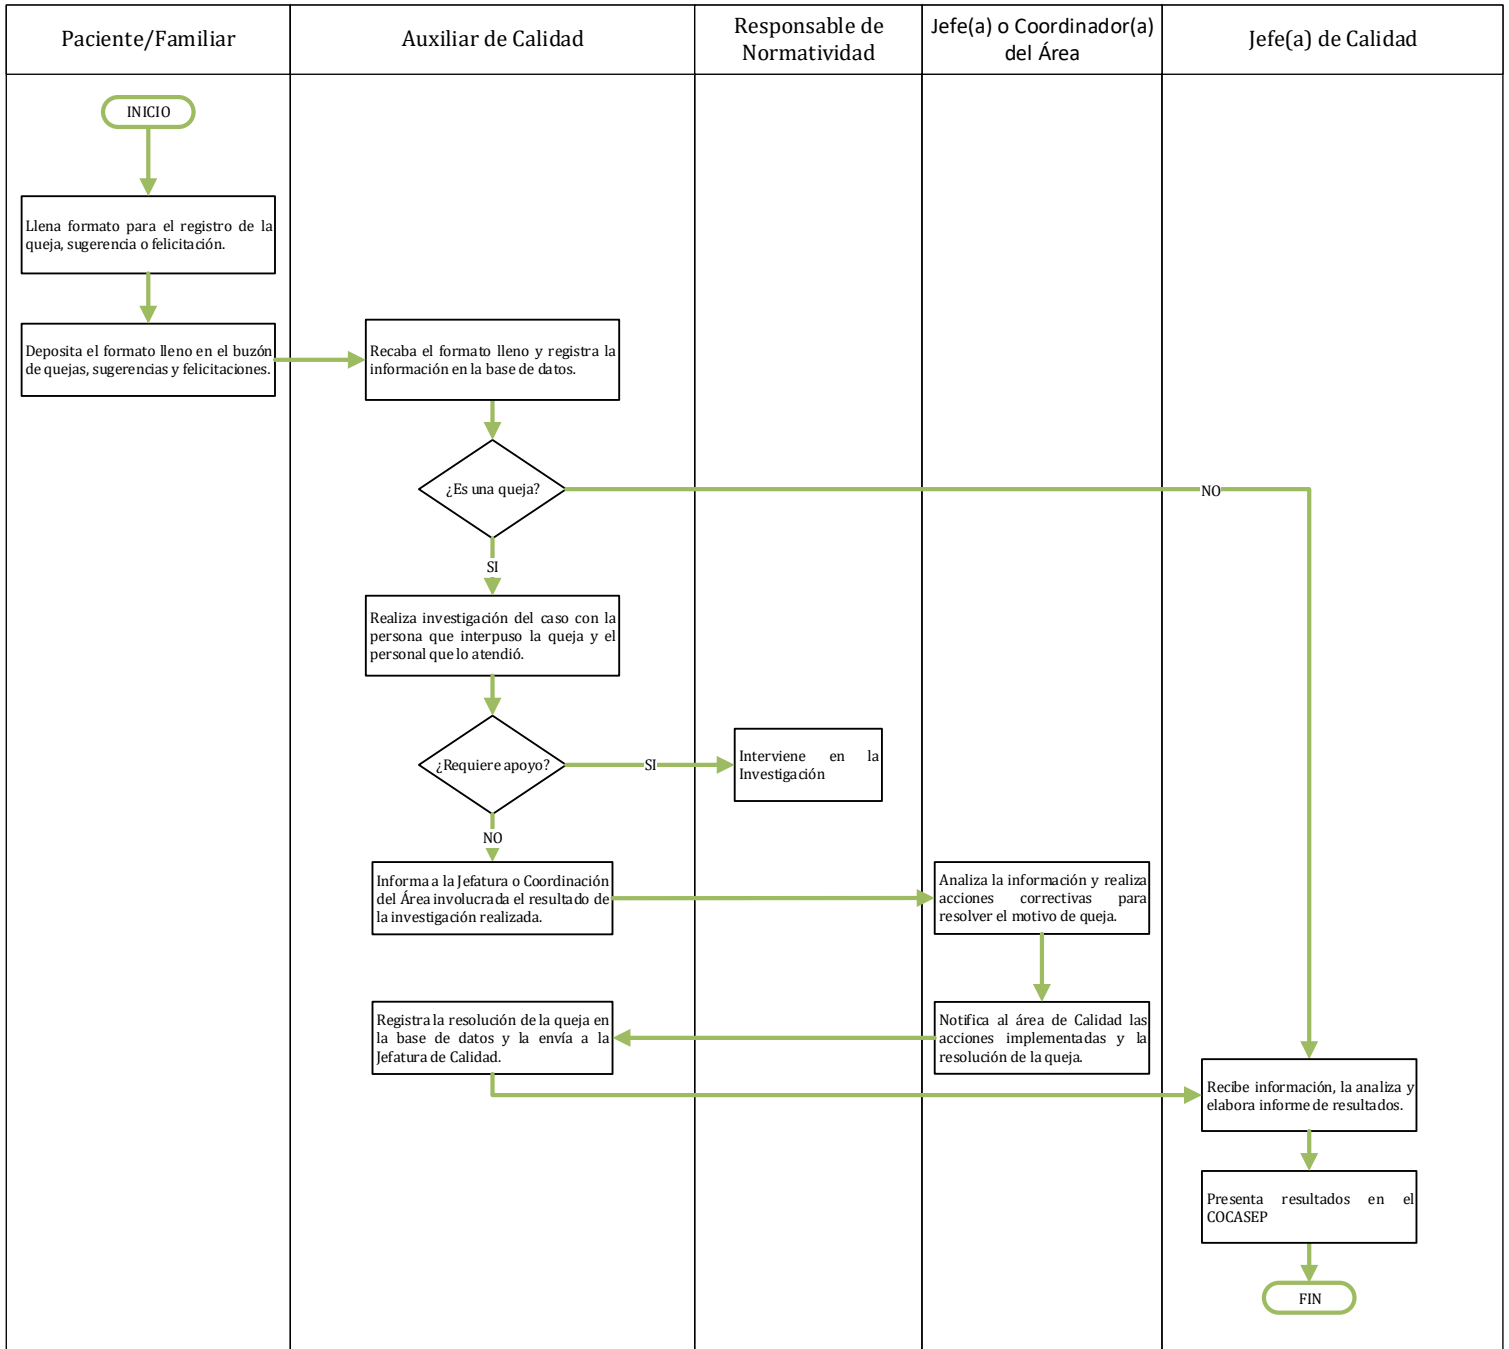 Paciente/Familiar
Auxiliar de Calidad
Responsable de
Normatividad
Jefe(a) o Coordinador(a)
del Área
Jefe(a) de Calidad
INICIO
Llena formato para el registro de la
queja, sugerencia o felicitación.
Deposita el formato lleno en el buzón
de quejas, sugerencias y felicitaciones.
Recaba el formato lleno y registra la
información en la base de datos.
¿Es una queja?
NO
SI
Realiza investigación del caso con la
persona que interpuso la queja y el
personal que lo atendió.
¿Requiere apoyo?
SI
Interviene en la
Investigación
NO
Informa a la Jefatura o Coordinación
del Área involucrada el resultado de
la investigación realizada.
Analiza la información y realiza
acciones correctivas para
resolver el motivo de queja.
Registra la resolución de la queja en
la base de datos y la envía a la
Jefatura de Calidad.
Notifica al área de Calidad las
acciones implementadas y la
resolución de la queja.
Recibe información, la analiza y
elabora informe de resultados.
Presenta resultados en el
COCASEP
FIN